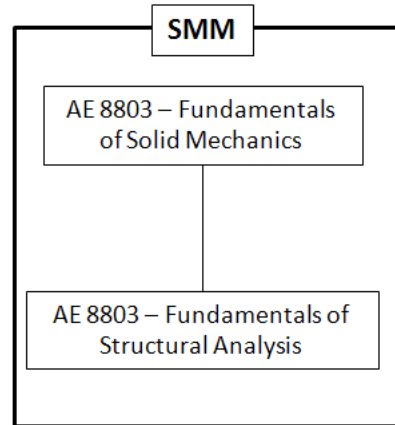 SMM
AE 8803 – Fundamentals
of Solid Mechanics
AE 8803 – Fundamentals of
Structural Analysis